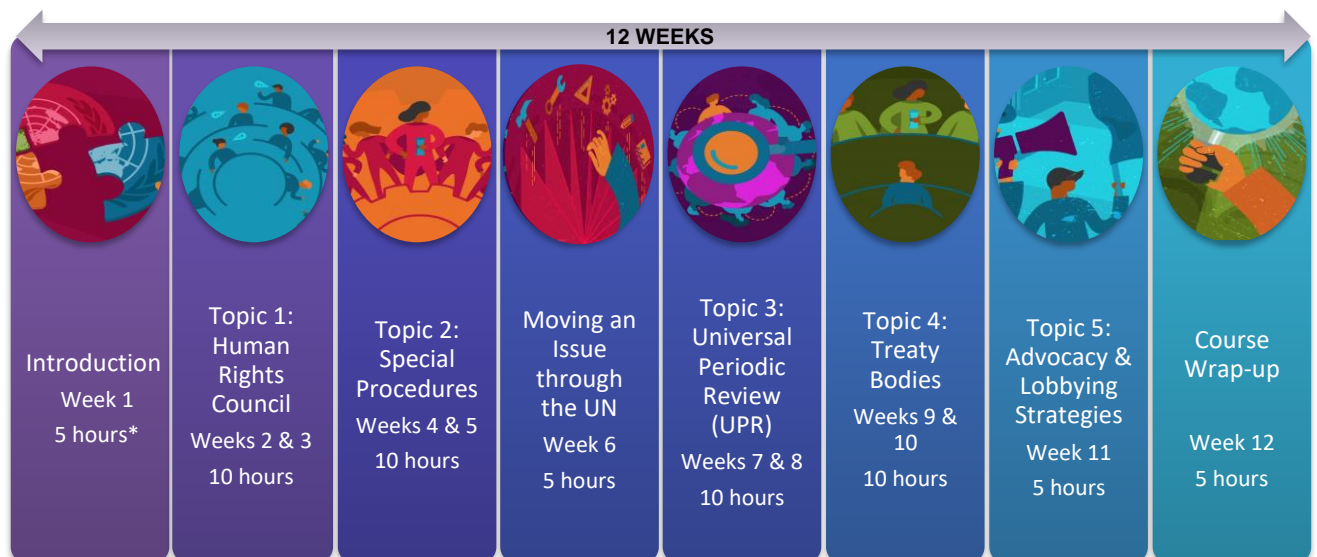 12 WEEKS
Introduction
Week 1
5 hours*
Topic 1:
Human
Rights
Council
Weeks 2 & 3
10 hours
Topic 2:
Special
Procedures
Weeks 4 & 5
10 hours
Moving an
Issue
through
the UN
Week 6
5 hours
Topic 3:
Universal
Periodic
Review
(UPR)
Weeks 7 & 8
10 hours
Topic 4:
Treaty
Bodies
Weeks 9 &
10
10 hours
Topic 5:
Advocacy &
Lobbying
Strategies
Week 11
5 hours
Course
Wrap-up
Week 12
5 hours